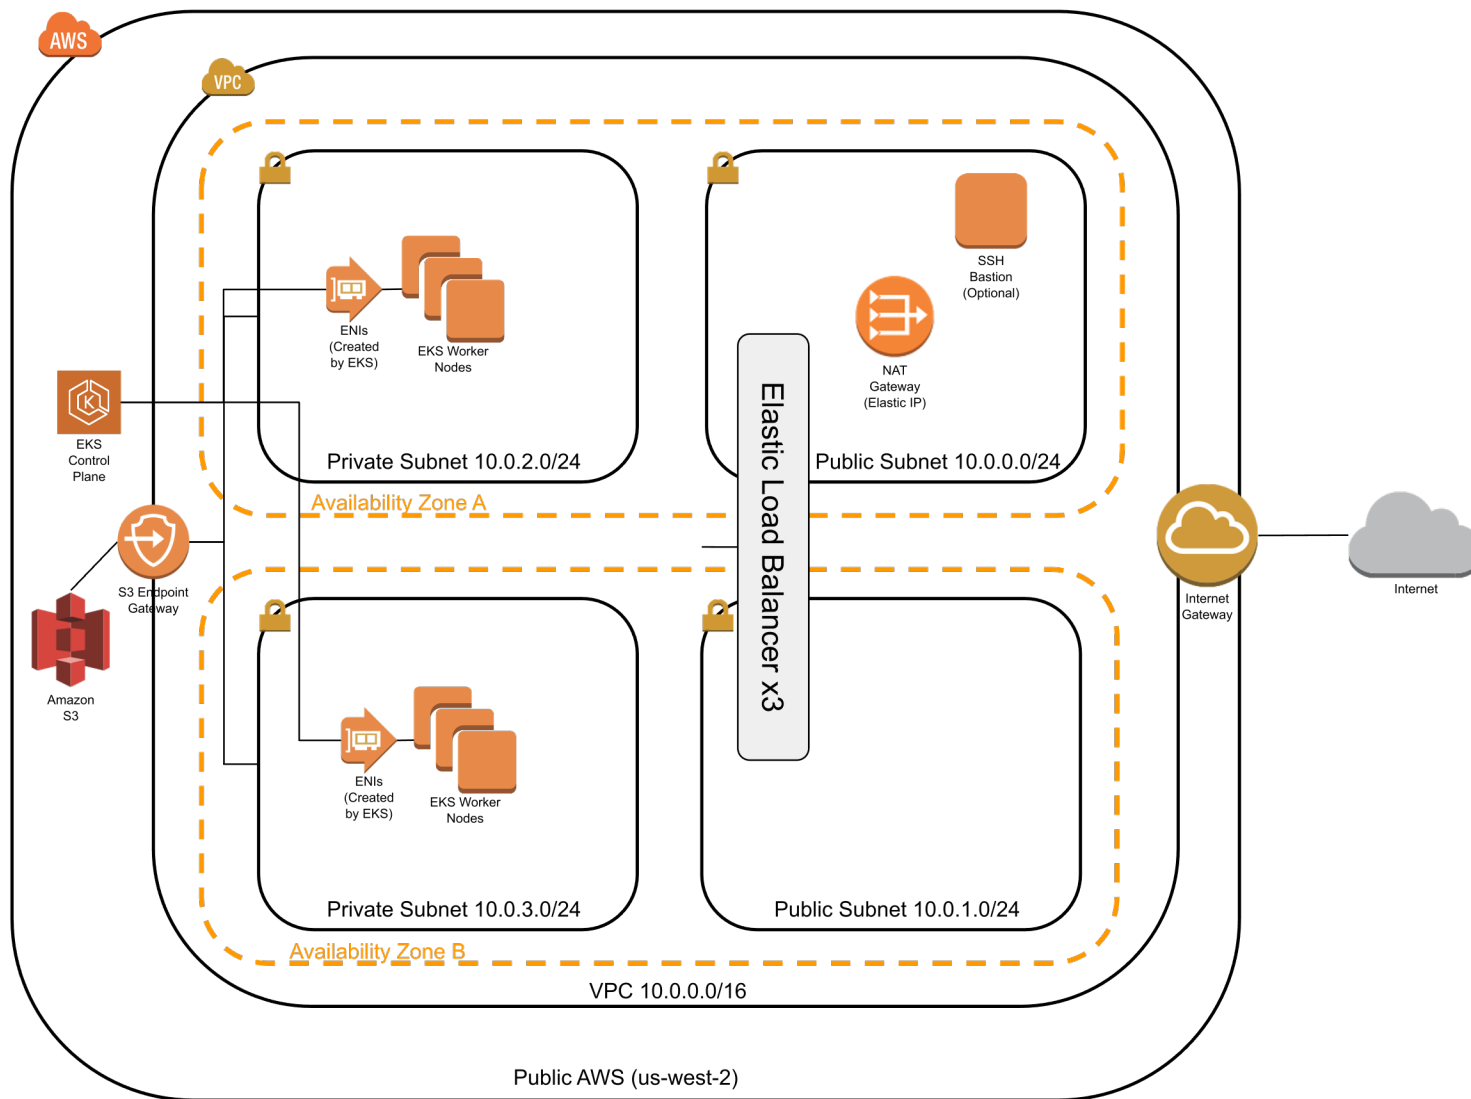 AWS
VPC
ENIs
(Created
by EKS)
EKS Worker
Nodes
Private Subnet 10.0.2.0/24
SSH
Bastion
(Optional)
NAT
Gateway
(Elastic IP)
Public Subnet 10.0.0.0/24
Elastic Load Balancer x3
Availability Zone A
K
EKS
Control
Plane
S3 Endpoint
Gateway
Amazon
S3
Internet
Gateway
Internet
ENIs
(Created
by EKS)
EKS Worker
Nodes
Private Subnet 10.0.3.0/24
Public Subnet 10.0.1.0/24
Availability Zone B
VPC 10.0.0.0/16
Public AWS (us-west-2)